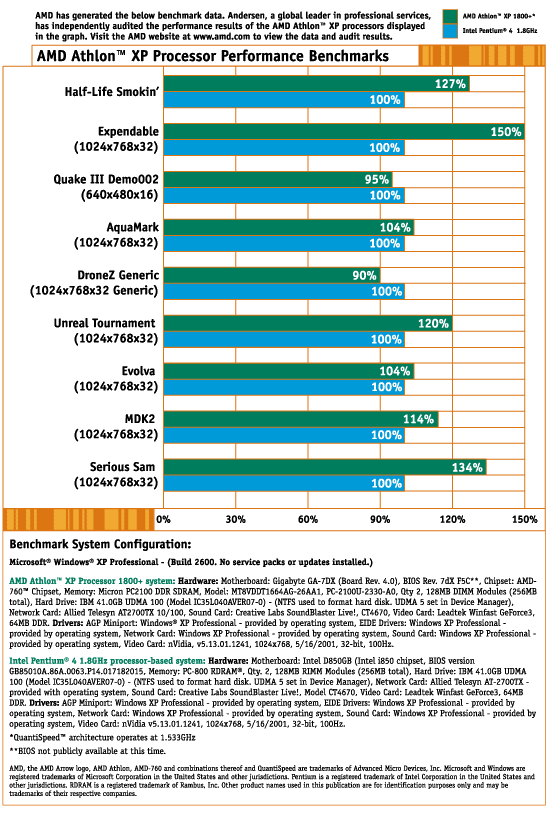 AMD has generated the below benchmark data. Andersen, a global leader in professional services,
has independently audited the performance results of the AMD Athlon™ XP processors displayed
in the graph. Visit the AMD website at www.amd.com to view the data and audit results.
AMD Athlon™ XP 1800+*
Intel Pentium® 4 1.8GHz
AMD Athlon™ XP Processor Performance Benchmarks
Half-Life Smokin'
127%
100%
Expendable
(1024x768x32)
150%
100%
Quake III Demo002
(640x480x16)
95%
100%
AquaMark
(1024x768x32)
104%
100%
DroneZ Generic
(1024x768x32 Generic)
90%
100%
Unreal Tournament
(1024x768x32)
120%
100%
Evolva
(1024x768x32)
104%
100%
MDK2
(1024x768x32)
114%
100%
Serious Sam
(1024x768x32)
134%
100%
0% 30% 60% 90% 120% 150%
Benchmark System Configuration:
Microsoft® Windows® XP Professional - (Build 2600. No service packs or updates installed.)
AMD Athlon™ XP Processor 1800+ system: Hardware: Motherboard: Gigabyte GA-7DX (Board Rev. 4.0), BIOS Rev. 7dX F5C**, Chipset: AMD-
760™ Chipset, Memory: Micron PC2100 DDR SDRAM, Model: MT8VDDT1664AG-26AA1, PC-2100U-2330-A0, Qty 2, 128MB DIMM Modules (256MB
total), Hard Drive: IBM 41.0GB UDMA 100 (Model IC35L040AVER07-0) - (NTFS used to format hard disk. UDMA 5 set in Device Manager),
Network Card: Allied Telesyn AT2700TX 10/100, Sound Card: Creative Labs SoundBlaster Live!, CT4670, Video Card: Leadtek Winfast GeForce3,
64MB DDR. Drivers: AGP Miniport: Windows® XP Professional - provided by operating system, EIDE Drivers: Windows XP Professional -
provided by operating system, Network Card: Windows XP Professional - provided by operating system, Sound Card: Windows XP Professional -
provided by operating system, Video Card: nVidia, v5.13.01.1241, 1024x768, 5/16/2001, 32-bit, 100Hz.
Intel Pentium® 4 1.8GHz processor-based system: Hardware: Motherboard: Intel D850GB (Intel i850 chipset, BIOS version
GB85010A.86A.0063.P14.017182015, Memory: PC-800 RDRAM®, Qty. 2, 128MB RIMM Modules (256MB total), Hard Drive: IBM 41.0GB UDMA
100 (Model IC35L040AVER07-0) - (NTFS used to format hard disk. UDMA 5 set in Device Manager), Network Card: Allied Telesyn AT-2700TX -
provided with operating system, Sound Card: Creative Labs SoundBlaster Live!, Model CT4670, Video Card: Leadtek Winfast GeForce3, 64MB
DDR. Drivers: AGP Miniport: Windows XP Professional - provided by operating system, EIDE Drivers: Windows XP Professional - provided by
operating system, Network Card: Windows XP Professional - provided by operating system, Sound Card: Windows XP Professional - provided by
operating system, Video Card: nVidia v5.13.01.1241, 1024x768, 5/16/2001, 32-bit, 100Hz.
*QuantiSpeed™ architecture operates at 1.533GHz
**BIOS not publicly available at this time.
AMD, the AMD Arrow logo, AMD Athlon, AMD-760 and combinations thereof and QuantiSpeed are trademarks of Advanced Micro Devices, Inc. Microsoft and Windows are
registered trademarks of Microsoft Corporation in the United States and other jurisdictions. Pentium is a registered trademark of Intel Corporation in the United States and
other jurisdictions. RDRAM is a registered trademark of Rambus, Inc. Other product names used in this publication are for identification purposes only and may be
trademarks of their respective companies.